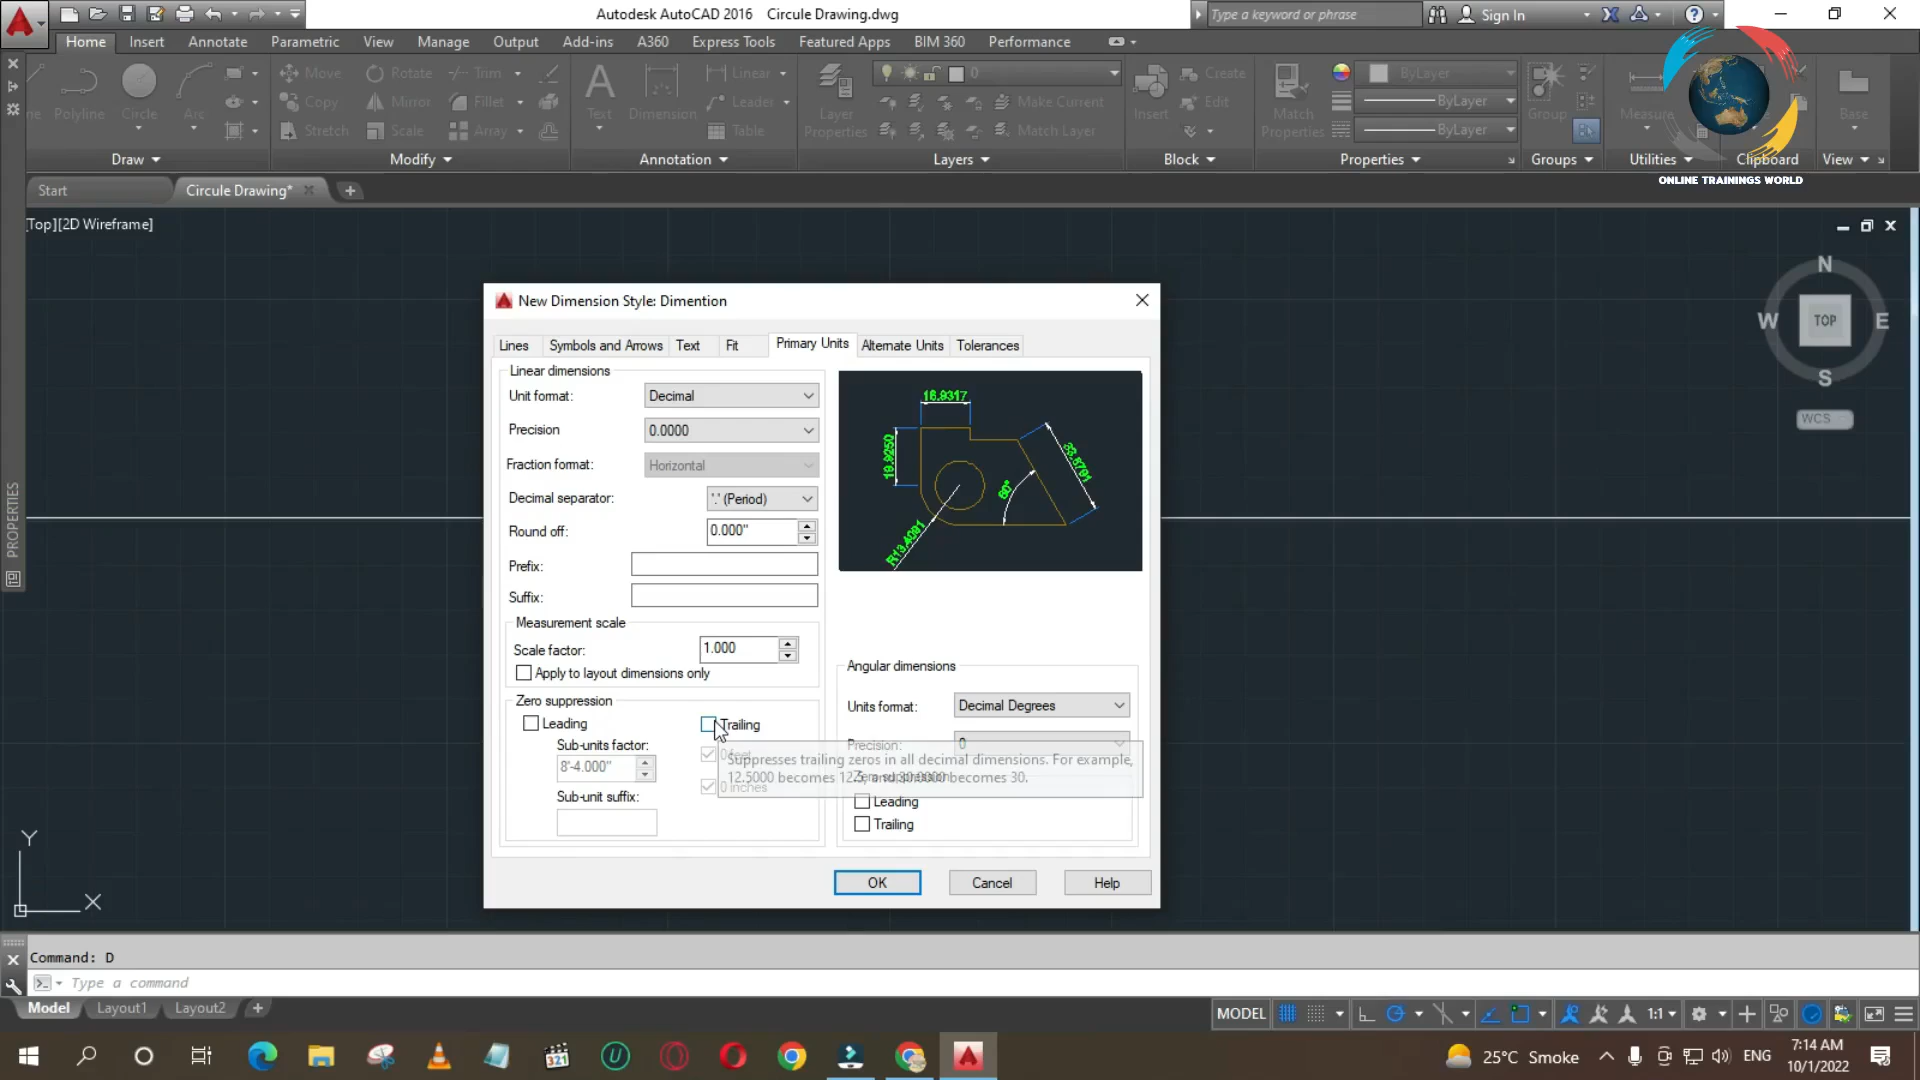 Autodesk AutoCAD 2016 Circule Drawing.dwg
Type a keyword or phrase
Sign In
Home Insert Annotate Parametric View Manage Output Add-ins A360 Express Tools Featured Apps BIM 360 Performance
Polyline Circle Arc
Move Rotate Trim
Copy Mirror Fillet
Stretch Scale Array
Text Dimension
Linear
Leader
Table
Layer Properties
0
Make Current
Match Layer
Insert
Create
Edit
Match Properties
ByLayer
ByLayer
ByLayer
Group
Measure
Base
Draw Modify Annotation Layers Block Properties Groups Utilities Clipboard View
ONLINE TRAININGS WORLD
Start Circule Drawing*
[Top][2D Wireframe]
N
W TOP E
S
WCS
PROPERTIES
New Dimension Style: Dimention
Lines Symbols and Arrows Text Fit Primary Units Alternate Units Tolerances
Linear dimensions
Unit format: Decimal
Precision 0.0000
Fraction format: Horizontal
Decimal separator: '.' (Period)
Round off: 0.000"
Prefix:
Suffix:
Measurement scale
Scale factor: 1.000
Apply to layout dimensions only
Zero suppression
Leading Trailing
Sub-units factor:
8'-4.000"
0 inches
Sub-unit suffix:
16.9317
19.9250
60°
R13.4091
Angular dimensions
Units format: Decimal Degrees
Precision: 0
Suppresses trailing zeros in all decimal dimensions. For example,
12.5000 becomes 12.5, and 30.0000 becomes 30.
Leading
Trailing
OK Cancel Help
Y
X
Command: D
Type a command
Model Layout1 Layout2
MODEL 1:1
321
25°C Smoke ENG
7:14 AM
10/1/2022